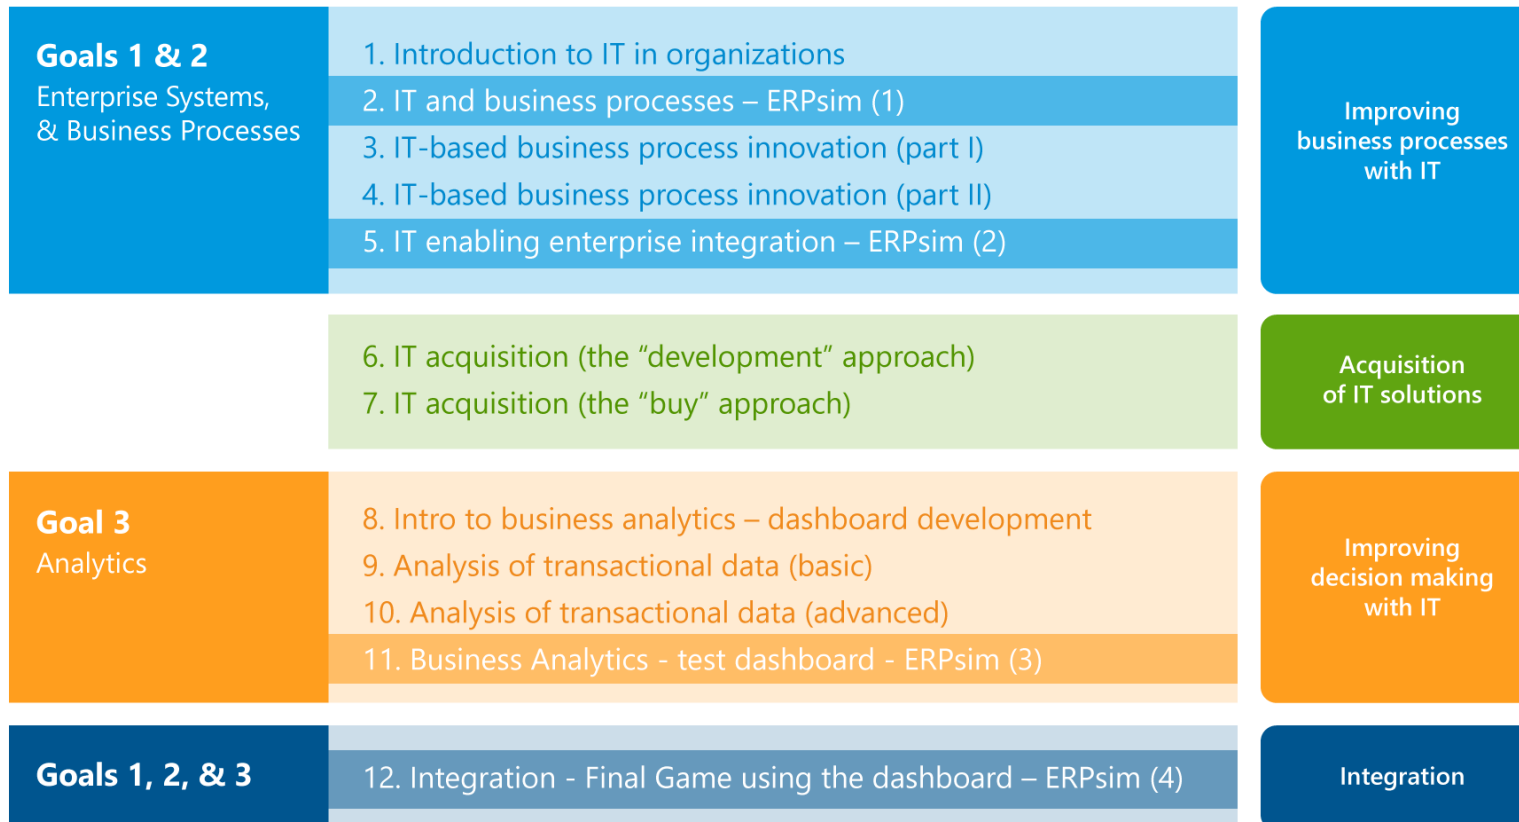 Goals 1 & 2
Enterprise Systems,
& Business Processes
1. Introduction to IT in organizations
2. IT and business processes – ERPsim (1)
3. IT-based business process innovation (part I)
4. IT-based business process innovation (part II)
5. IT enabling enterprise integration – ERPsim (2)
Improving
business processes
with IT
6. IT acquisition (the “development” approach)
7. IT acquisition (the “buy” approach)
Acquisition
of IT solutions
Goal 3
Analytics
8. Intro to business analytics – dashboard development
9. Analysis of transactional data (basic)
10. Analysis of transactional data (advanced)
11. Business Analytics - test dashboard - ERPsim (3)
Improving
decision making
with IT
Goals 1, 2, & 3
12. Integration - Final Game using the dashboard – ERPsim (4)
Integration